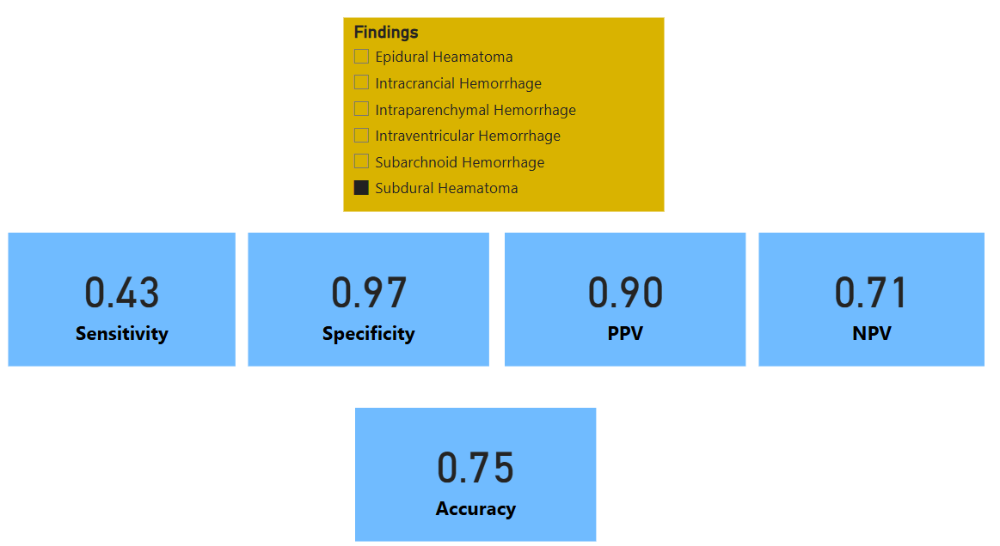 Findings
Epidural Heamatoma
Intracrancial Hemorrhage
Intraparenchymal Hemorrhage
Intraventricular Hemorrhage
Subarchnoid Hemorrhage
Subdural Heamatoma
0.43
Sensitivity
0.97
Specificity
0.90
PPV
0.71
NPV
0.75
Accuracy